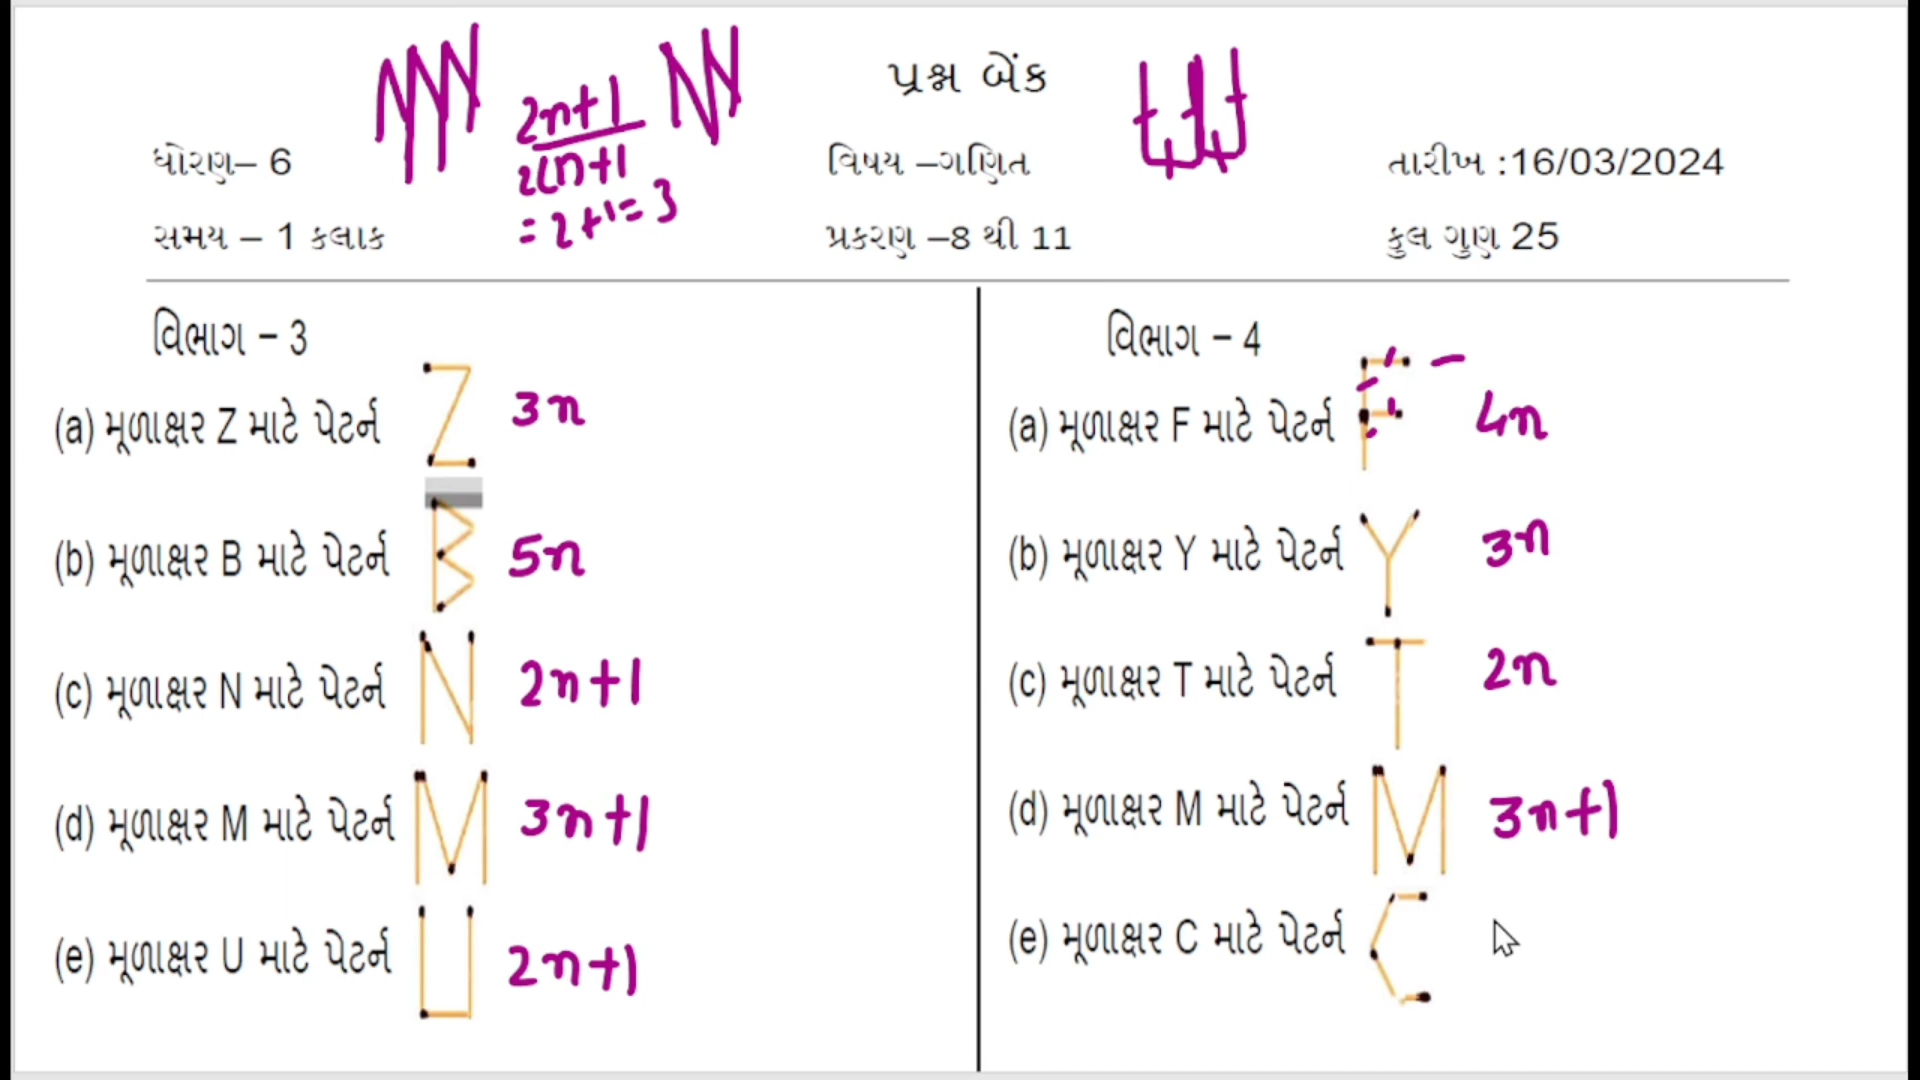 પ્રશ્ન બેંક
2n+1
2(n+1
= 2+1= 3
ધોરણ– 6 વિષય –ગણિત તારીખ :16/03/2024
સમય – 1 કલાક પ્રકરણ –8 થી 11 કુલ ગુણ 25
વિભાગ – 3
(a) મૂળાક્ષર Z માટે પેટર્ન 3n
(b) મૂળાક્ષર B માટે પેટર્ન 5n
(c) મૂળાક્ષર N માટે પેટર્ન 2n+1
(d) મૂળાક્ષર M માટે પેટર્ન 3n+1
(e) મૂળાક્ષર U માટે પેટર્ન 2n+1
વિભાગ – 4
(a) મૂળાક્ષર F માટે પેટર્ન 4n
(b) મૂળાક્ષર Y માટે પેટર્ન 3n
(c) મૂળાક્ષર T માટે પેટર્ન 2n
(d) મૂળાક્ષર M માટે પેટર્ન 3n+1
(e) મૂળાક્ષર C માટે પેટર્ન